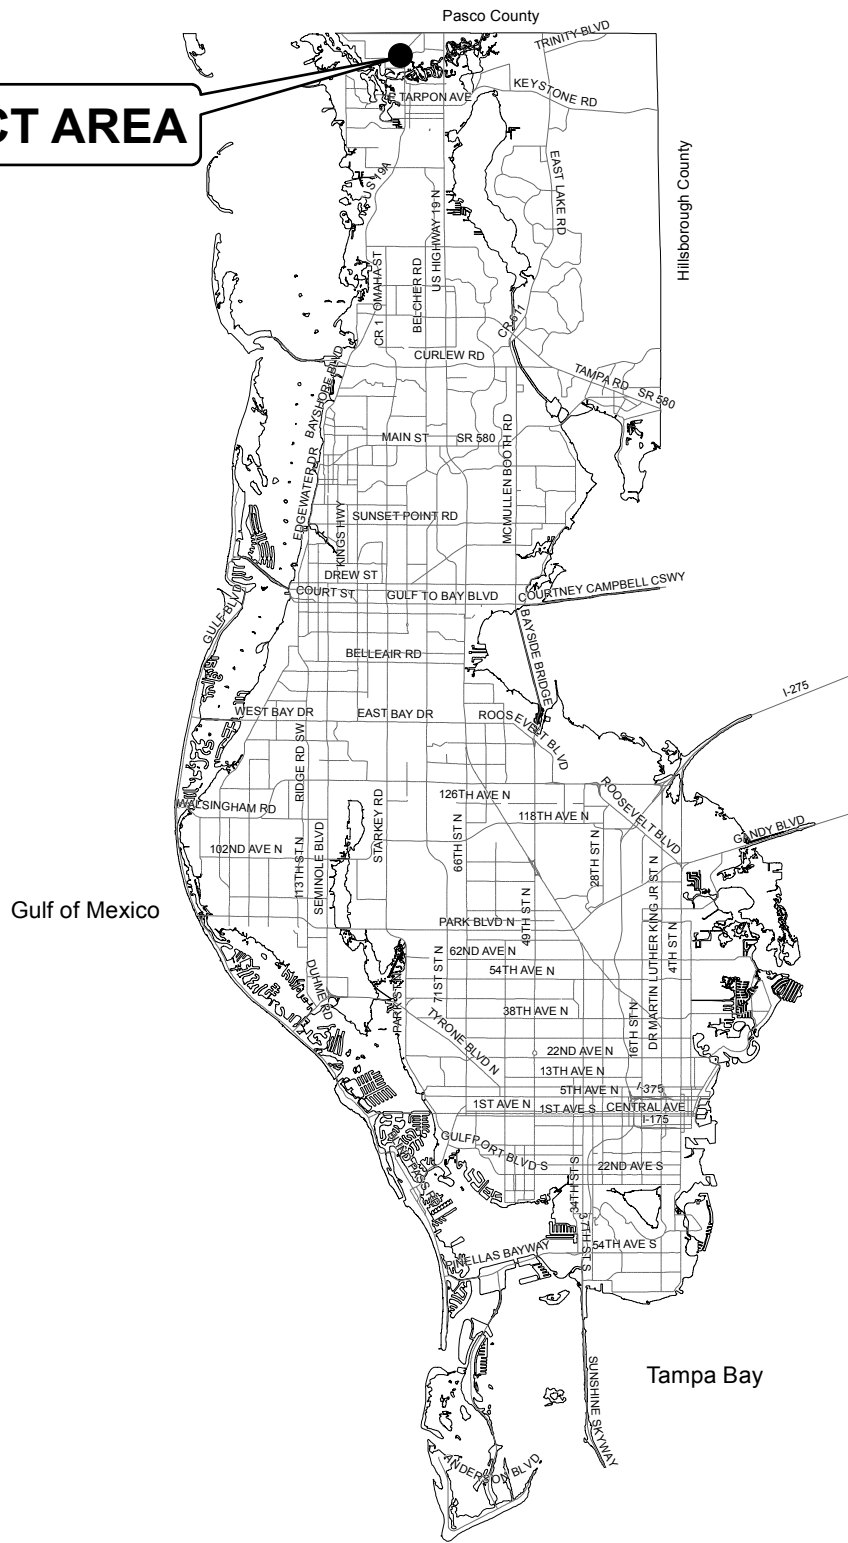 Pasco County
TRINITY BLVD
CT AREA
KEYSTONE RD
TARPON AVE
Hillsborough County
EAST LAKE RD
US 19A
US HIGHWAY 19 N
OMAHA ST
CR 1
BELCHER RD
CR 611
CURLEW RD
TAMPA RD
SR 580
BAYSHORE BLVD
MAIN ST
SR 580
MCMULLEN BOOTH RD
EDGEWATER DR
KINGS HWY
SUNSET POINT RD
DREW ST
COURT ST
GULF TO BAY BLVD
COURTNEY CAMPBELL CSWY
GULF BLVD
BAYSIDE BRIDGE
BELLEAIR RD
I-275
WEST BAY DR
EAST BAY DR
ROOSEVELT BLVD
RIDGE RD SW
WALSINGHAM RD
STARKEY RD
126TH AVE N
118TH AVE N
ROOSEVELT BLVD
GANDY BLVD
102ND AVE N
113TH ST N
SEMINOLE BLVD
66TH ST N
28TH ST N
Gulf of Mexico
49TH ST N
DR MARTIN LUTHER KING JR ST N
4TH ST N
PARK BLVD N
62ND AVE N
54TH AVE N
71ST ST N
DUHME RD
PARK ST N
38TH AVE N
16TH ST N
TYRONE BLVD N
22ND AVE N
13TH AVE N
5TH AVE N
I-375
1ST AVE N
1ST AVE S
CENTRAL AVE
I-175
GULFPORT BLVD S
22ND AVE S
34TH ST S
37TH ST S
54TH AVE S
PINELLAS BAYWAY
Tampa Bay
SUNSHINE SKYWAY
ANDERSON BLVD